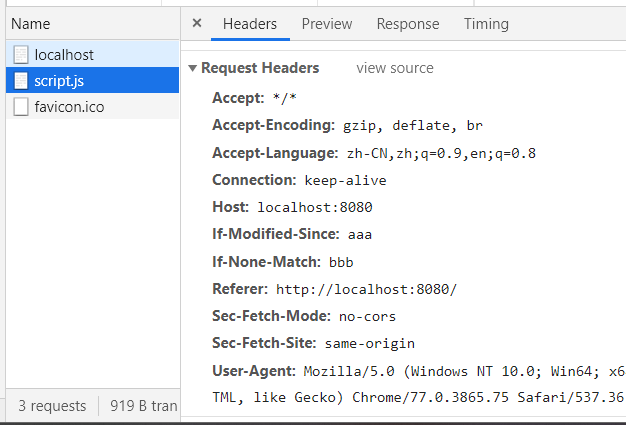 Name
localhost
script.js
favicon.ico
3 requests
919 B tran
× Headers Preview Response Timing
▼ Request Headers view source
Accept: */*
Accept-Encoding: gzip, deflate, br
Accept-Language: zh-CN,zh;q=0.9,en;q=0.8
Connection: keep-alive
Host: localhost:8080
If-Modified-Since: aaa
If-None-Match: bbb
Referer: http://localhost:8080/
Sec-Fetch-Mode: no-cors
Sec-Fetch-Site: same-origin
User-Agent: Mozilla/5.0 (Windows NT 10.0; Win64; x6
TML, like Gecko) Chrome/77.0.3865.75 Safari/537.36